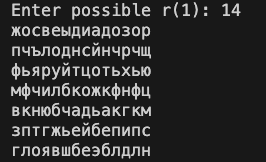 Enter possible r(1): 14
жосвеыдиадозор
пчълоднсйнчрчщ
фьяруйтцотьхью
мфчилбкожкфнфц
вкнюбчадьакгкм
зптгжьейбепипс
глоявшбеэблдлн